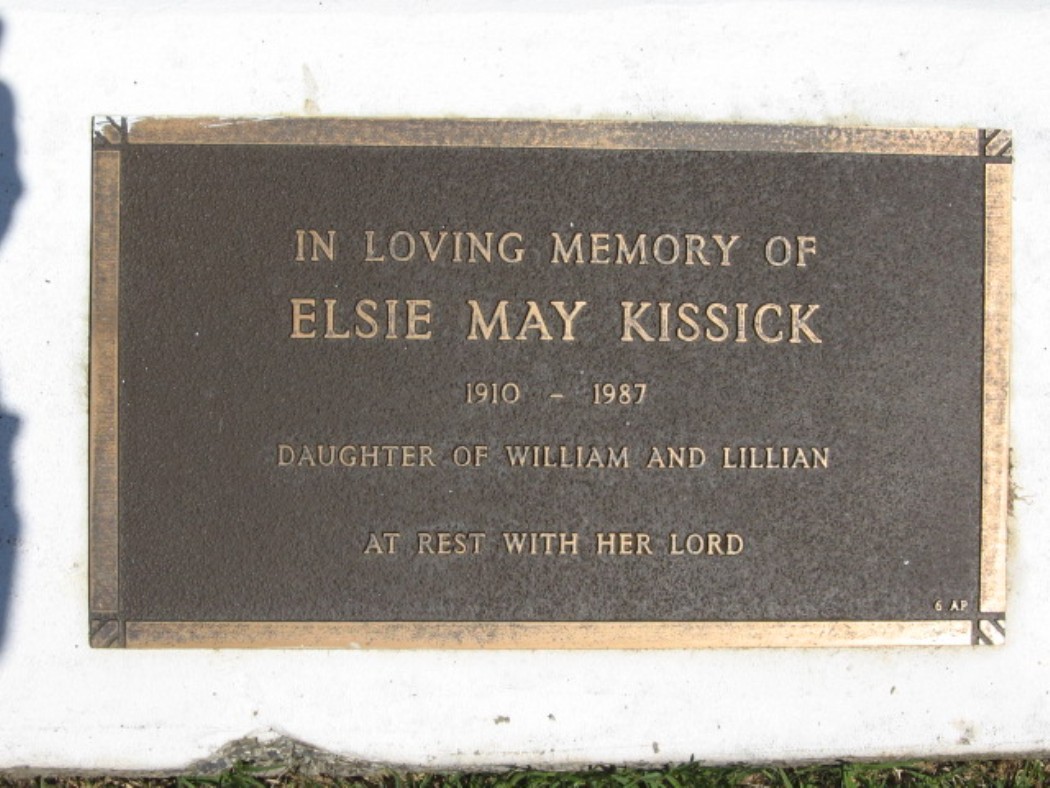 IN LOVING MEMORY OF
ELSIE MAY KISSICK
1910 – 1987
DAUGHTER OF WILLIAM AND LILLIAN
AT REST WITH HER LORD
6 AP